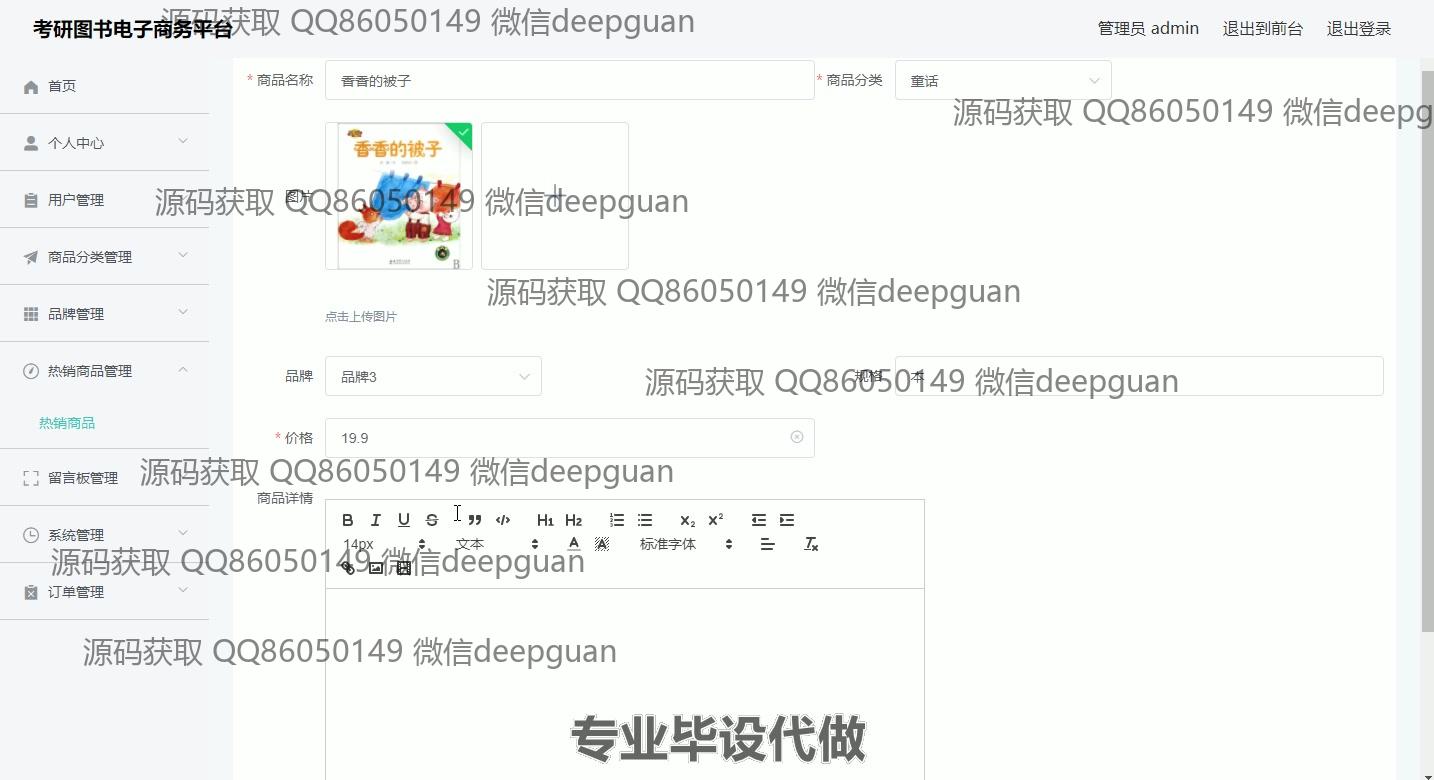 考研图书电子商务平台
源码获取 QQ86050149 微信deepguan
管理员 admin 退出到前台 退出登录
首页
* 商品名称 香香的被子 * 商品分类 童话
源码获取 QQ86050149 微信deepg
个人中心
香香的被子
用户管理
图片
源码获取 QQ86050149 微信deepguan
商品分类管理
B
源码获取 QQ86050149 微信deepguan
品牌管理
点击上传图片
热销商品管理
品牌 品牌3 规格 本
源码获取 QQ86050149 微信deepguan
热销商品
* 价格 19.9
留言板管理
源码获取 QQ86050149 微信deepguan
商品详情
B I U S ” </> H1 H2 x₂ x²
系统管理
14px 文本 A A 标准字体 Tx
源码获取 QQ86050149 微信deepguan
订单管理
源码获取 QQ86050149 微信deepguan
专业毕设代做